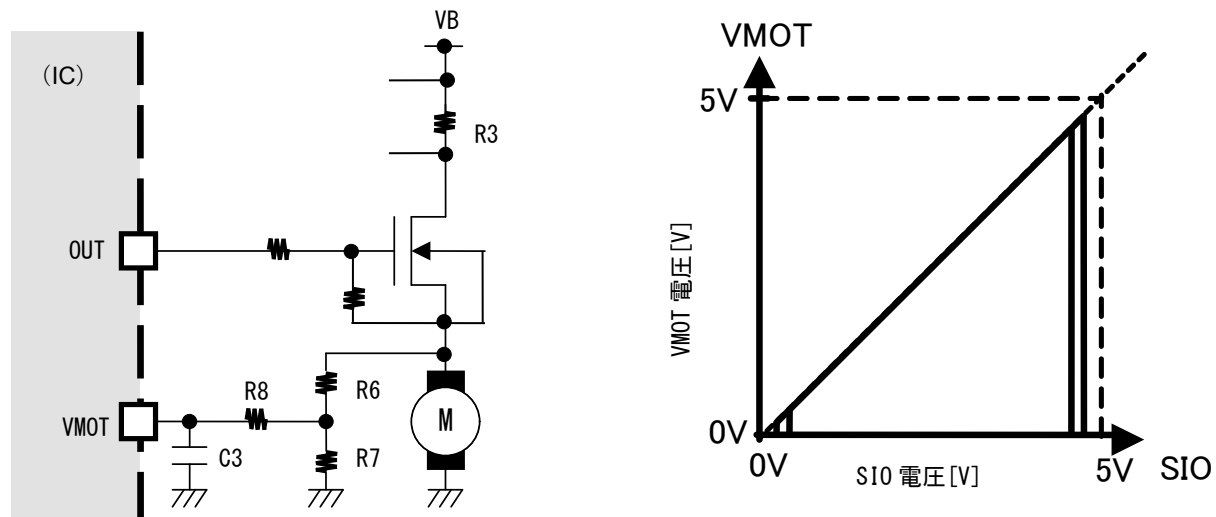 VB
(IC)
R3
OUT
R8
R6
VMOT
M
C3
R7
VMOT
5V
VMOT 電圧[V]
0V
0V
SIO 電圧[V]
5V
SIO